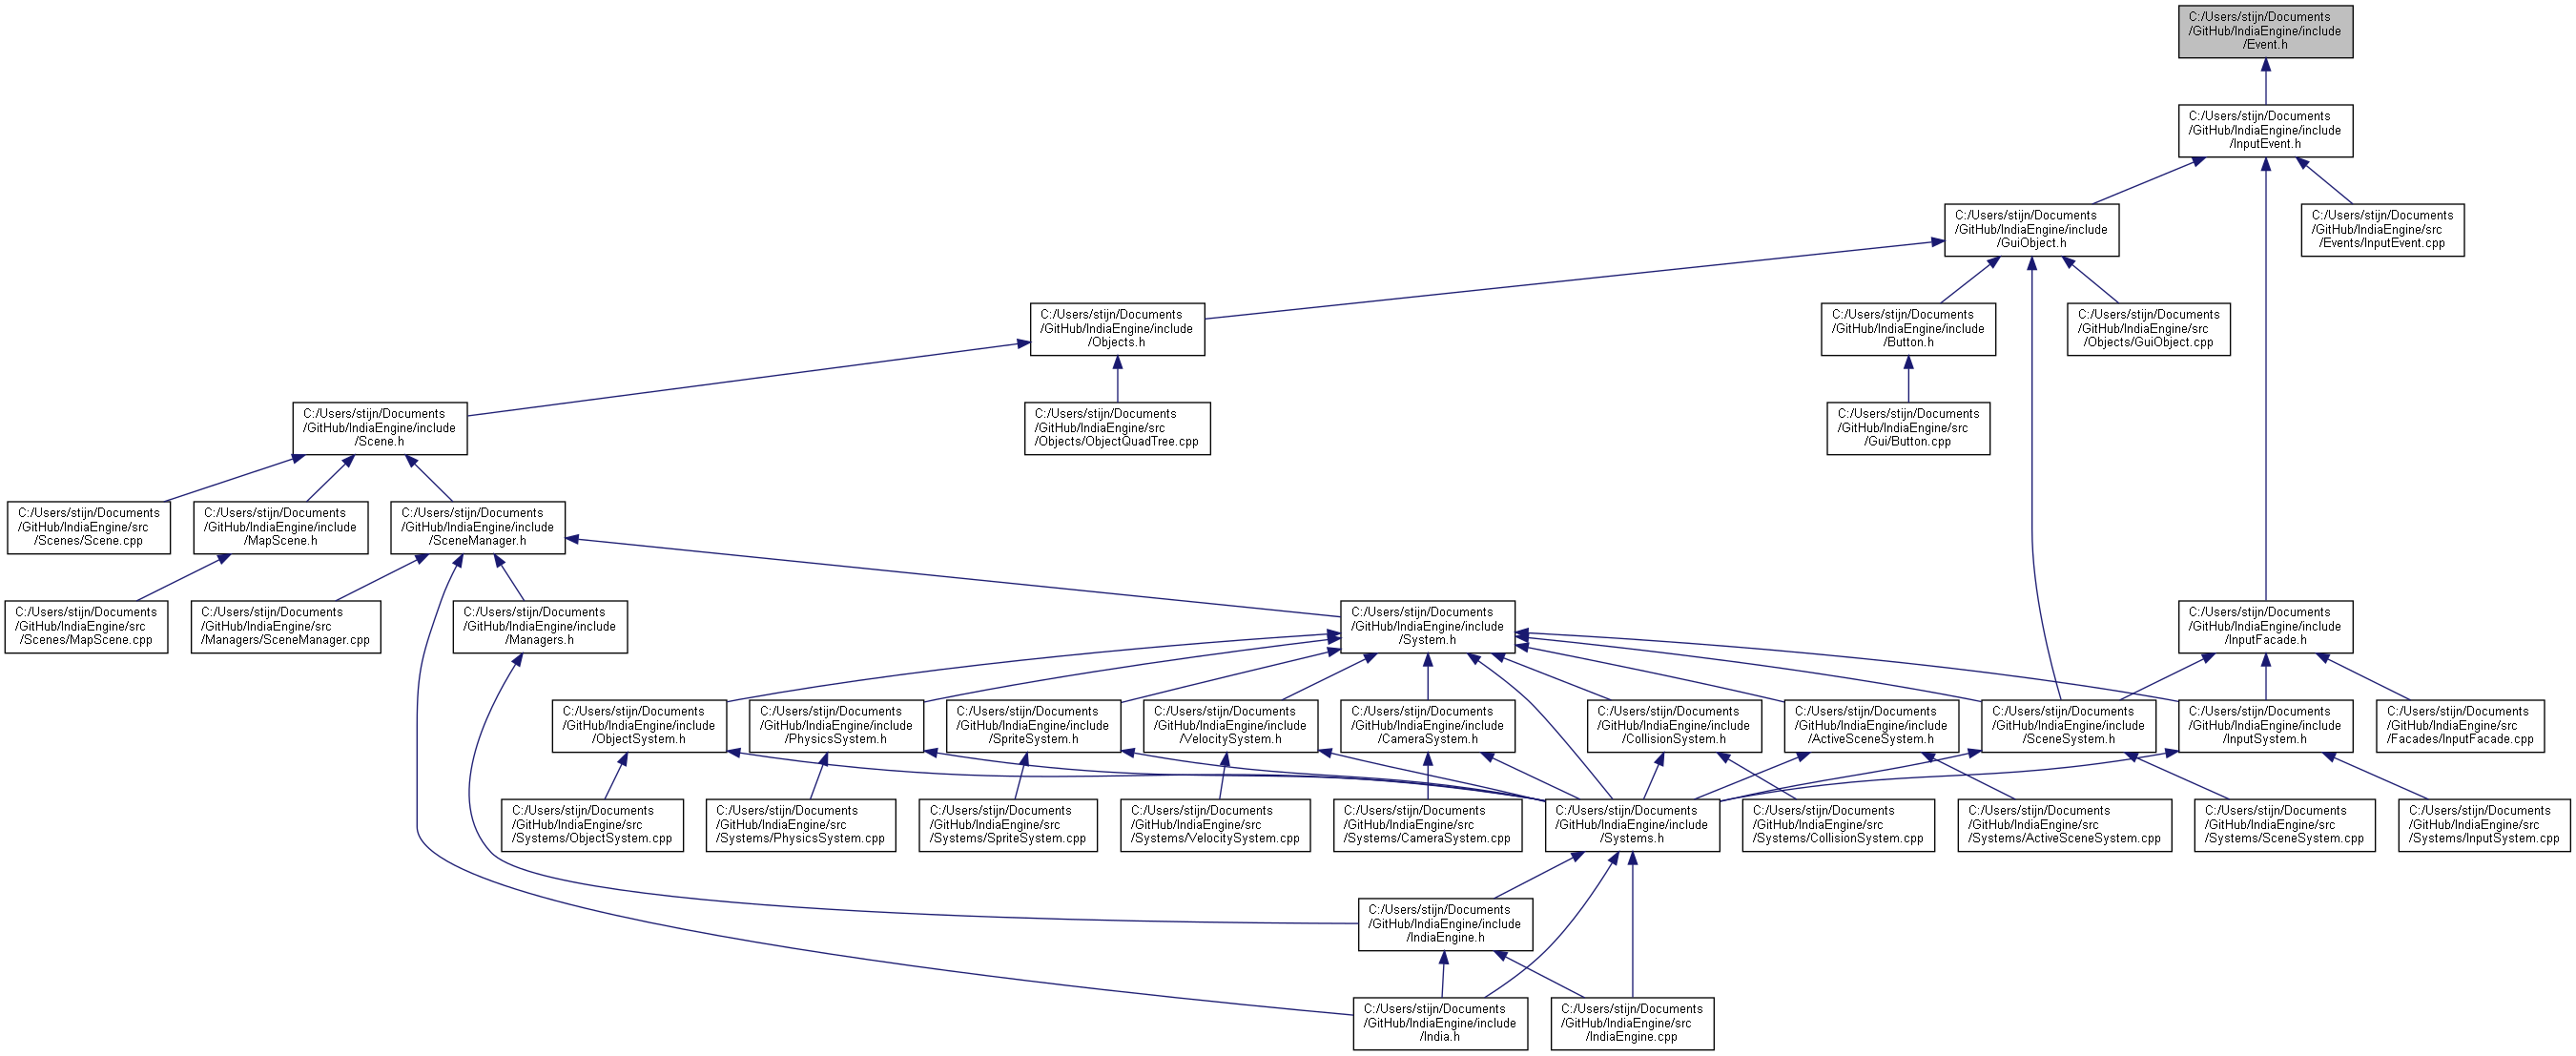 C:/Users/stijn/Documents
/GitHub/IndiaEngine/include
/Event.h
C:/Users/stijn/Documents
/GitHub/IndiaEngine/include
/InputEvent.h
C:/Users/stijn/Documents
/GitHub/IndiaEngine/include
/GuiObject.h
C:/Users/stijn/Documents
/GitHub/IndiaEngine/src
/Events/InputEvent.cpp
C:/Users/stijn/Documents
/GitHub/IndiaEngine/include
/Objects.h
C:/Users/stijn/Documents
/GitHub/IndiaEngine/include
/Button.h
C:/Users/stijn/Documents
/GitHub/IndiaEngine/src
/Objects/GuiObject.cpp
C:/Users/stijn/Documents
/GitHub/IndiaEngine/include
/Scene.h
C:/Users/stijn/Documents
/GitHub/IndiaEngine/src
/Objects/ObjectQuadTree.cpp
C:/Users/stijn/Documents
/GitHub/IndiaEngine/src
/Gui/Button.cpp
C:/Users/stijn/Documents
/GitHub/IndiaEngine/src
/Scenes/Scene.cpp
C:/Users/stijn/Documents
/GitHub/IndiaEngine/include
/MapScene.h
C:/Users/stijn/Documents
/GitHub/IndiaEngine/include
/SceneManager.h
C:/Users/stijn/Documents
/GitHub/IndiaEngine/src
/Scenes/MapScene.cpp
C:/Users/stijn/Documents
/GitHub/IndiaEngine/src
/Managers/SceneManager.cpp
C:/Users/stijn/Documents
/GitHub/IndiaEngine/include
/Managers.h
C:/Users/stijn/Documents
/GitHub/IndiaEngine/include
/System.h
C:/Users/stijn/Documents
/GitHub/IndiaEngine/include
/InputFacade.h
C:/Users/stijn/Documents
/GitHub/IndiaEngine/include
/ObjectSystem.h
C:/Users/stijn/Documents
/GitHub/IndiaEngine/include
/PhysicsSystem.h
C:/Users/stijn/Documents
/GitHub/IndiaEngine/include
/SpriteSystem.h
C:/Users/stijn/Documents
/GitHub/IndiaEngine/include
/VelocitySystem.h
C:/Users/stijn/Documents
/GitHub/IndiaEngine/include
/CameraSystem.h
C:/Users/stijn/Documents
/GitHub/IndiaEngine/include
/CollisionSystem.h
C:/Users/stijn/Documents
/GitHub/IndiaEngine/include
/ActiveSceneSystem.h
C:/Users/stijn/Documents
/GitHub/IndiaEngine/include
/SceneSystem.h
C:/Users/stijn/Documents
/GitHub/IndiaEngine/include
/InputSystem.h
C:/Users/stijn/Documents
/GitHub/IndiaEngine/src
/Facades/InputFacade.cpp
C:/Users/stijn/Documents
/GitHub/IndiaEngine/src
/Systems/ObjectSystem.cpp
C:/Users/stijn/Documents
/GitHub/IndiaEngine/src
/Systems/PhysicsSystem.cpp
C:/Users/stijn/Documents
/GitHub/IndiaEngine/src
/Systems/SpriteSystem.cpp
C:/Users/stijn/Documents
/GitHub/IndiaEngine/src
/Systems/VelocitySystem.cpp
C:/Users/stijn/Documents
/GitHub/IndiaEngine/src
/Systems/CameraSystem.cpp
C:/Users/stijn/Documents
/GitHub/IndiaEngine/include
/Systems.h
C:/Users/stijn/Documents
/GitHub/IndiaEngine/src
/Systems/CollisionSystem.cpp
C:/Users/stijn/Documents
/GitHub/IndiaEngine/src
/Systems/ActiveSceneSystem.cpp
C:/Users/stijn/Documents
/GitHub/IndiaEngine/src
/Systems/SceneSystem.cpp
C:/Users/stijn/Documents
/GitHub/IndiaEngine/src
/Systems/InputSystem.cpp
C:/Users/stijn/Documents
/GitHub/IndiaEngine/include
/IndiaEngine.h
C:/Users/stijn/Documents
/GitHub/IndiaEngine/include
/India.h
C:/Users/stijn/Documents
/GitHub/IndiaEngine/src
/IndiaEngine.cpp